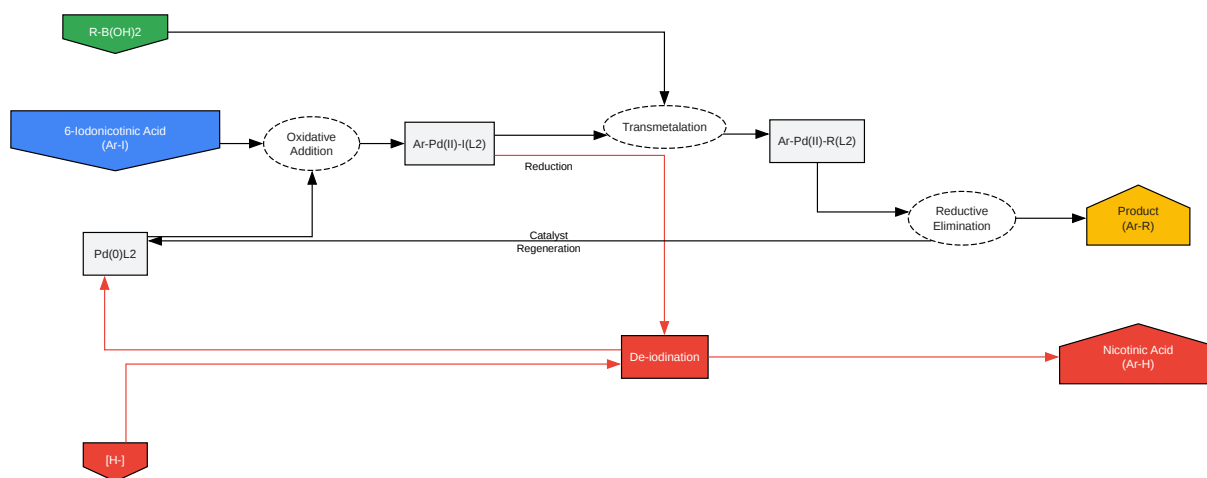 R-B(OH)2
6-Iodonicotinic Acid
(Ar-I)
Oxidative
Addition
Ar-Pd(II)-I(L2)
Transmetalation
Ar-Pd(II)-R(L2)
Reduction
Reductive
Elimination
Product
(Ar-R)
Pd(0)L2
Catalyst
Regeneration
De-iodination
Nicotinic Acid
(Ar-H)
[H-]